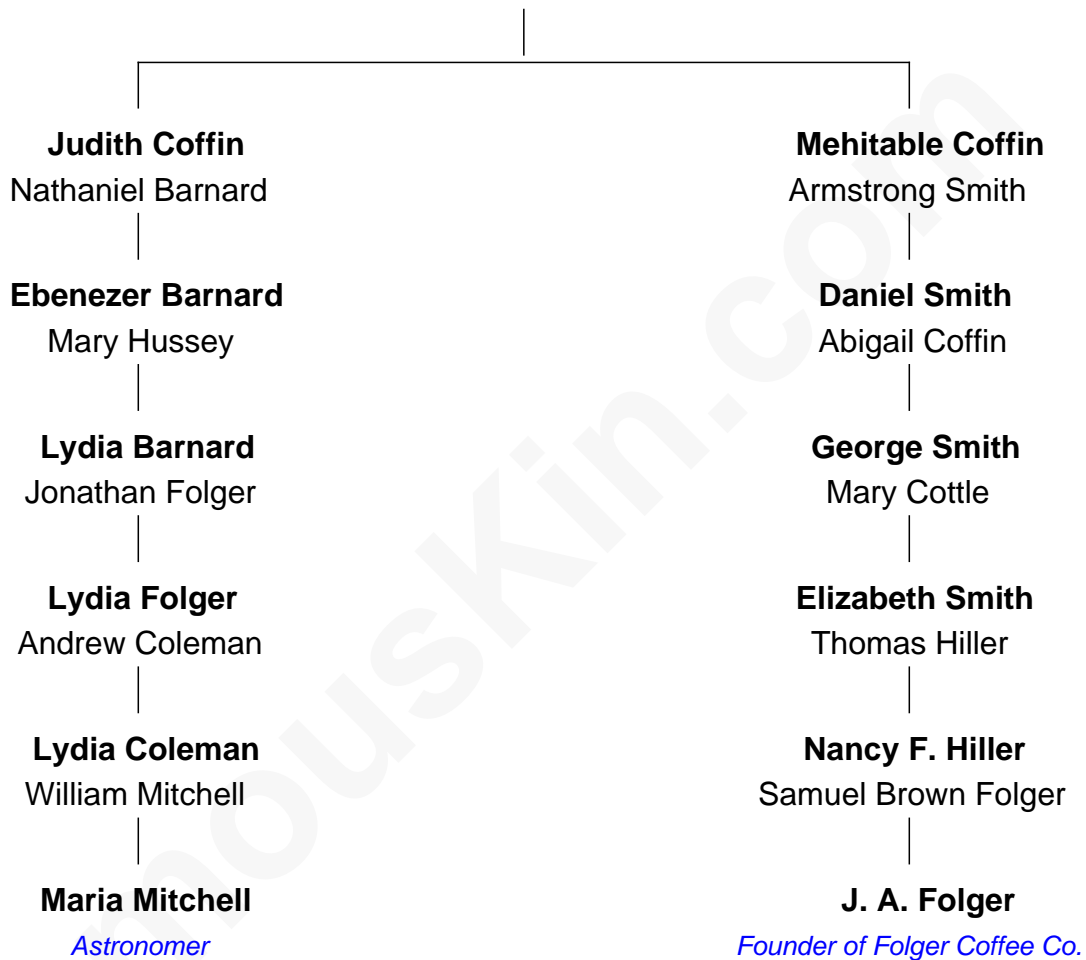 Judith Coffin
Nathaniel Barnard
Ebenezer Barnard
Mary Hussey
Lydia Barnard
Jonathan Folger
Lydia Folger
Andrew Coleman
Lydia Coleman
William Mitchell
Maria Mitchell
Astronomer
Mehitable Coffin
Armstrong Smith
Daniel Smith
Abigail Coffin
George Smith
Mary Cottle
Elizabeth Smith
Thomas Hiller
Nancy F. Hiller
Samuel Brown Folger
J. A. Folger
Founder of Folger Coffee Co.
mousKin.com